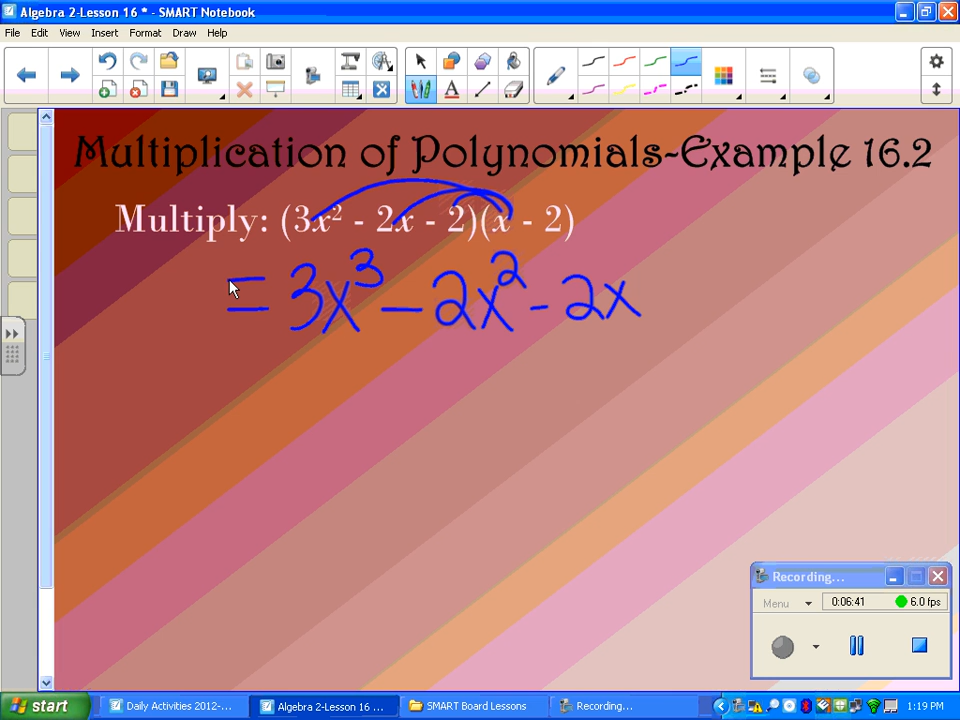 Algebra 2-Lesson 16 * - SMART Notebook
File Edit View Insert Format Draw Help
Multiplication of Polynomials-Example 16.2
Multiply: (3x² - 2x - 2)(x - 2)
= 3x³ - 2x² - 2x
Recording...
Menu 0:06:41 6.0 fps
start Daily Activities 2012-... Algebra 2-Lesson 16 ... SMART Board Lessons Recording... 1:19 PM